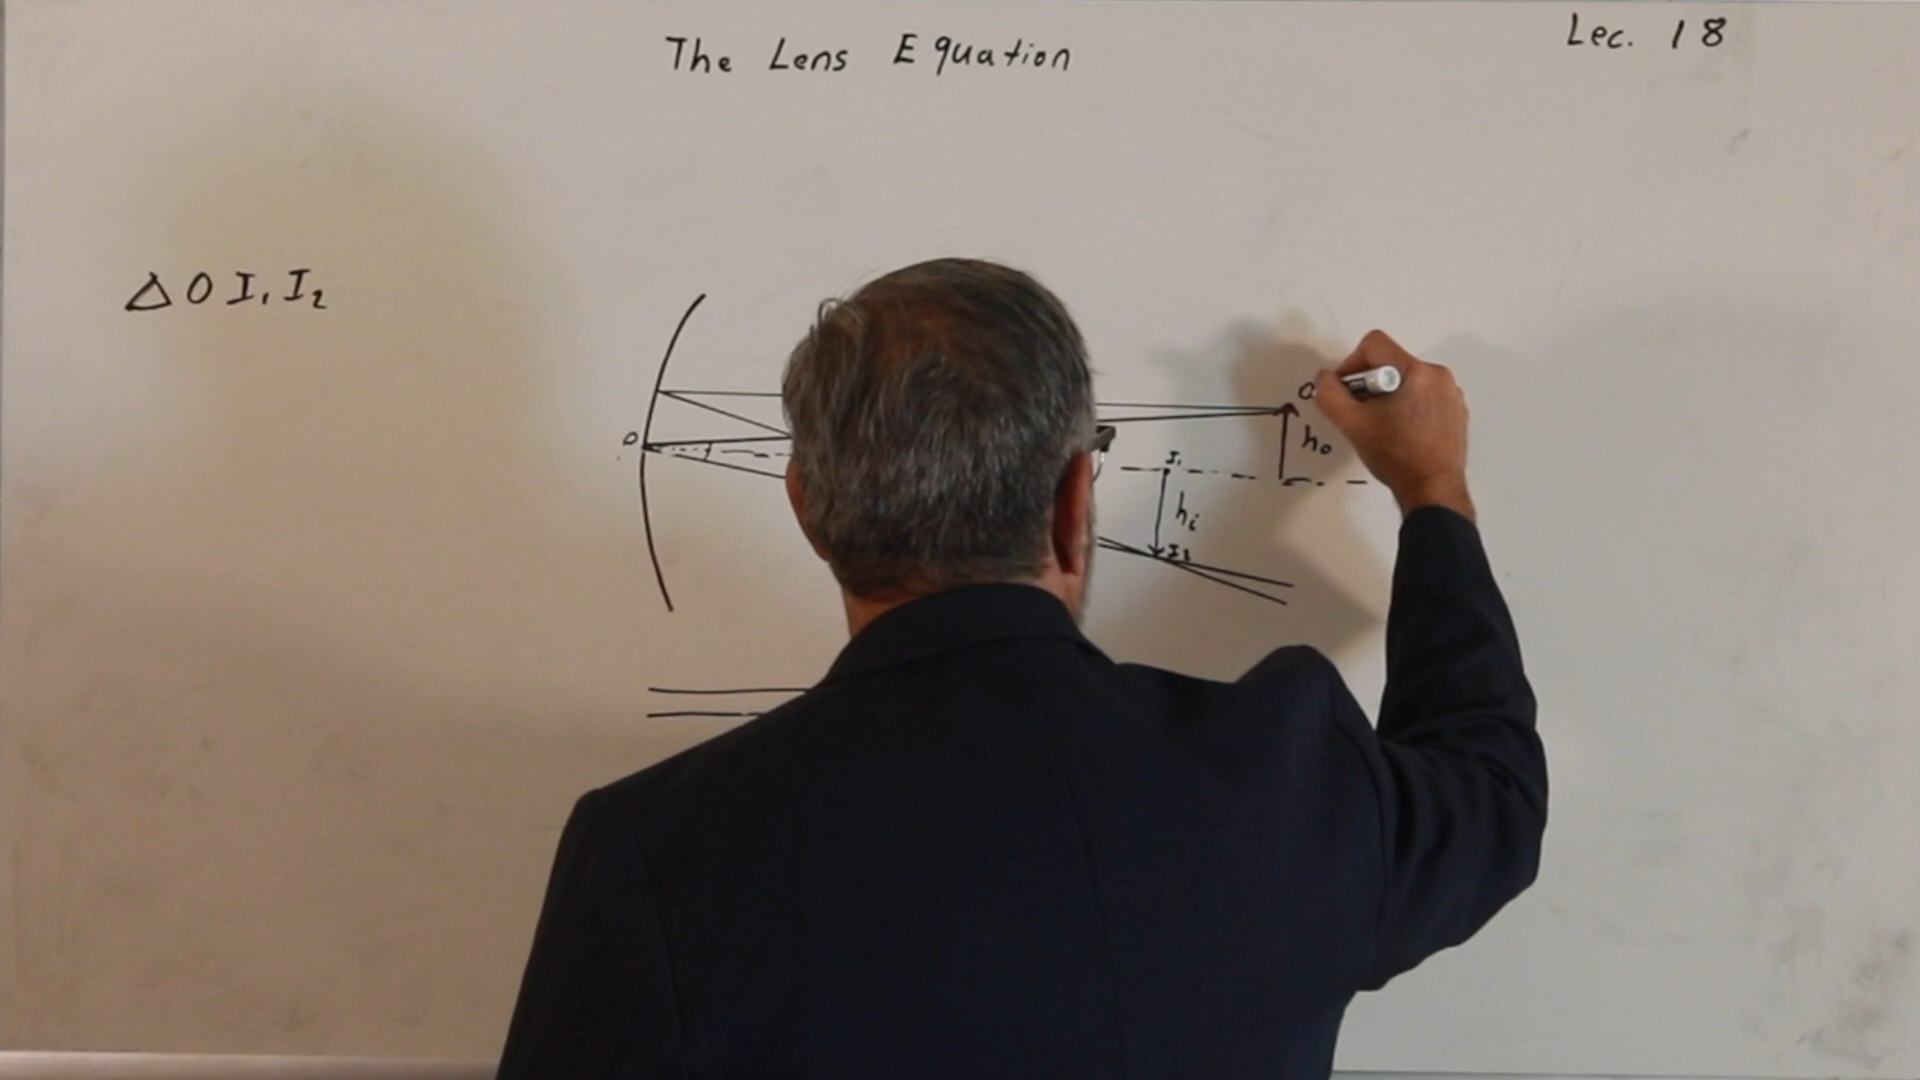 The Lens Equation
Lec. 18
△ O I₁ I₂
O
I₁
hᵢ
I₂
O
h₀